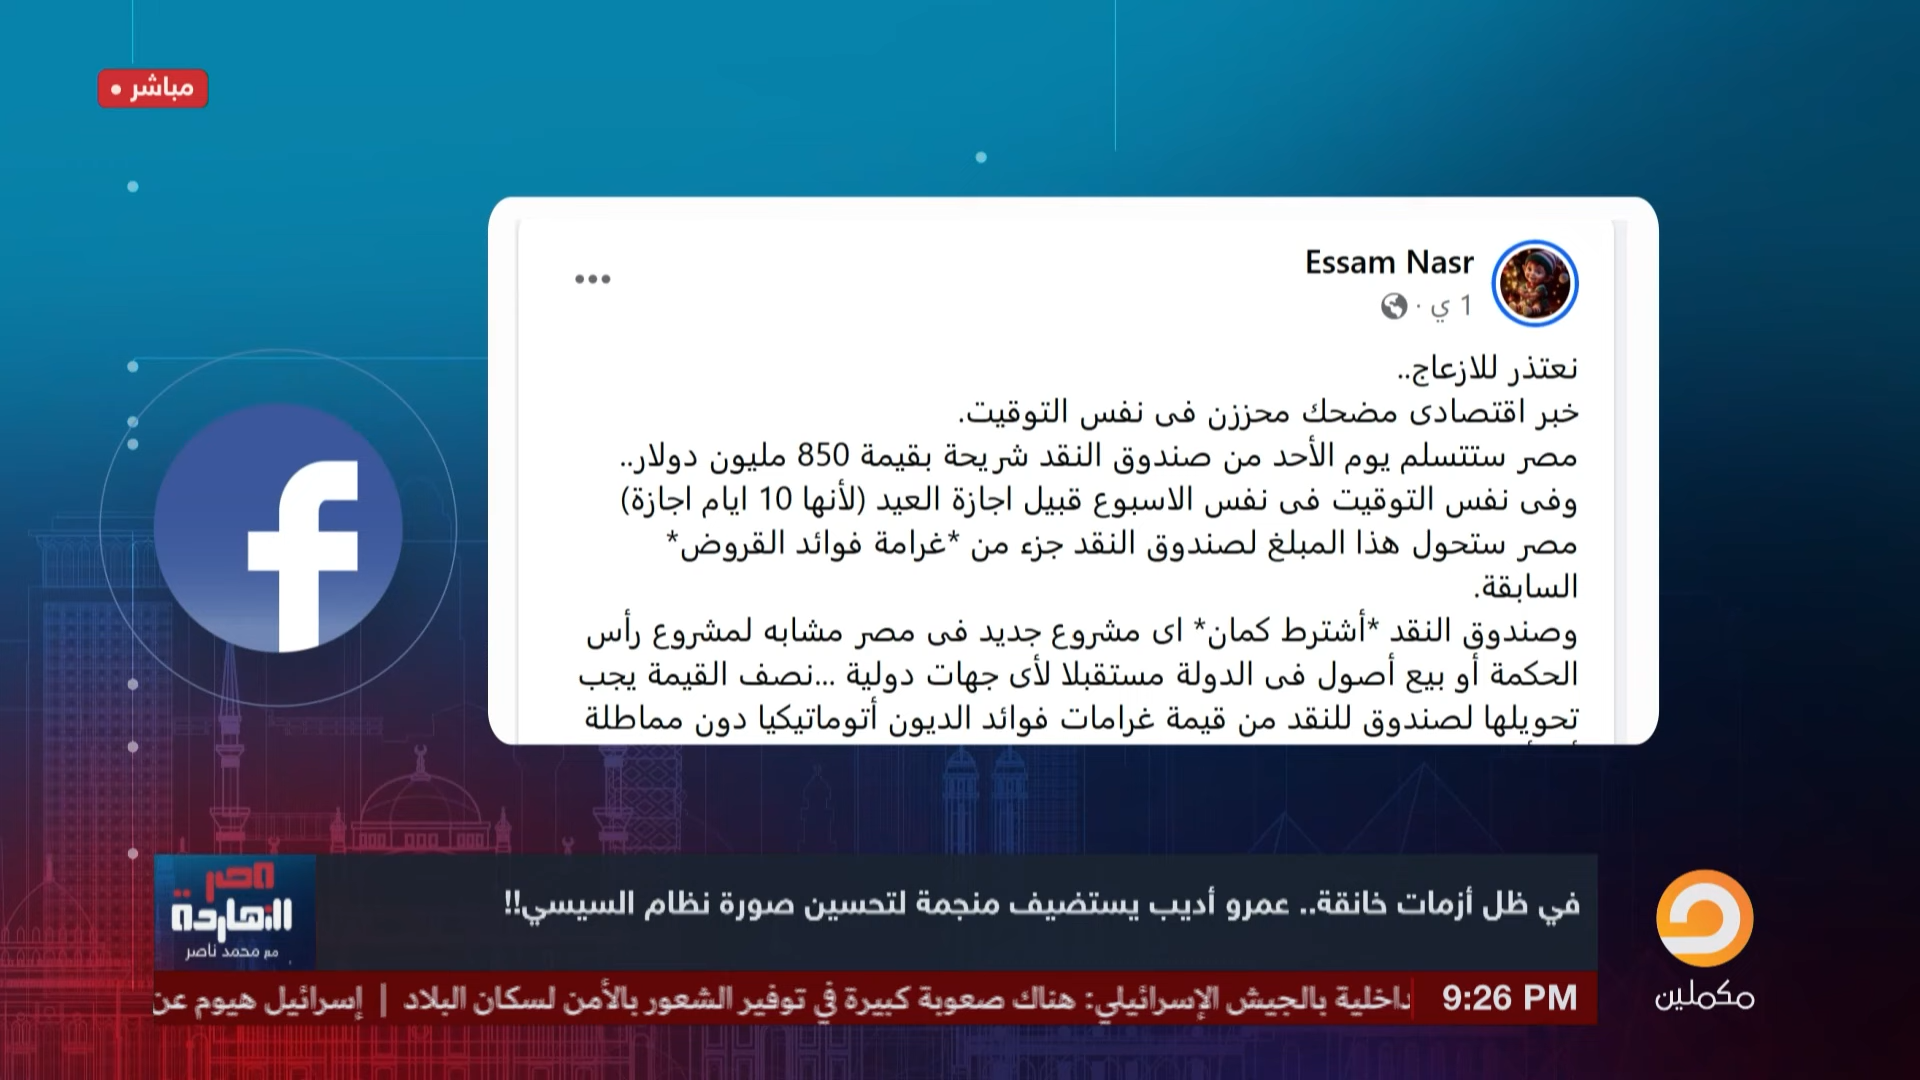 مباشر
Essam Nasr
1 ي ·
نعتذر للازعاج..
خبر اقتصادى مضحك محززن فى نفس التوقيت.
مصر ستتسلم يوم الأحد من صندوق النقد شريحة بقيمة 850 مليون دولار..
وفى نفس التوقيت فى نفس الاسبوع قبيل اجازة العيد (لأنها 10 ايام اجازة)
مصر ستحول هذا المبلغ لصندوق النقد جزء من *غرامة فوائد القروض*
السابقة.
وصندوق النقد *أشترط كمان* اى مشروع جديد فى مصر مشابه لمشروع رأس
الحكمة أو بيع أصول فى الدولة مستقبلا لأى جهات دولية ...نصف القيمة يجب
تحويلها لصندوق للنقد من قيمة غرامات فوائد الديون أتوماتيكيا دون مماطلة
مصر
النهاردة
مع محمد ناصر
في ظل أزمات خانقة.. عمرو أديب يستضيف منجمة لتحسين صورة نظام السيسي!!
9:26 PM
داخلية بالجيش الإسرائيلي: هناك صعوبة كبيرة في توفير الشعور بالأمن لسكان البلاد | إسرائيل هيوم عن
مكملين